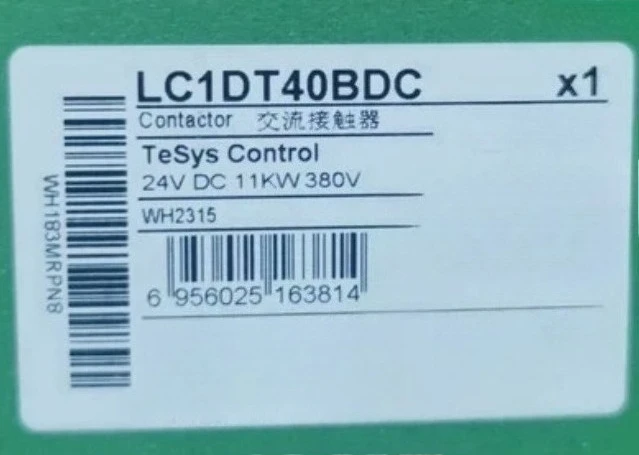 LC1DT40BDC x1
Contactor 交流接触器
TeSys Control
24V DC 11KW 380V
WH2315
6 956025 163814
WH183MRPN8